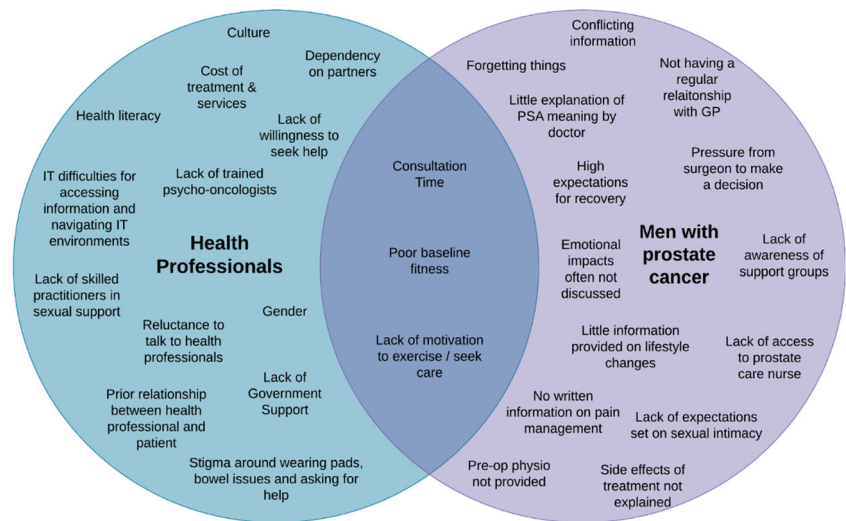 Culture
Dependency
on partners
Cost of
treatment &
services
Health literacy
Lack of
willingness to
seek help
IT difficulties for
accessing
information and
navigating IT
environments
Lack of trained
psycho-oncologists
Health
Professionals
Lack of skilled
practitioners in
sexual support
Gender
Reluctance to
talk to health
professionals
Lack of
Government
Support
Prior relationship
between health
professional and
patient
Stigma around wearing pads,
bowel issues and asking for
help
Consultation
Time
Poor baseline
fitness
Lack of motivation
to exercise / seek
care
Conflicting
information
Forgetting things
Not having a
regular
relaitonship
with GP
Little explanation of
PSA meaning by
doctor
High
expectations
for recovery
Pressure from
surgeon to make
a decision
Emotional
impacts
often not
discussed
Men with
prostate
cancer
Lack of
awareness of
support groups
Little information
provided on lifestyle
changes
Lack of access
to prostate
care nurse
No written
information on pain
management
Lack of expectations
set on sexual intimacy
Pre-op physio
not provided
Side effects of
treatment not
explained